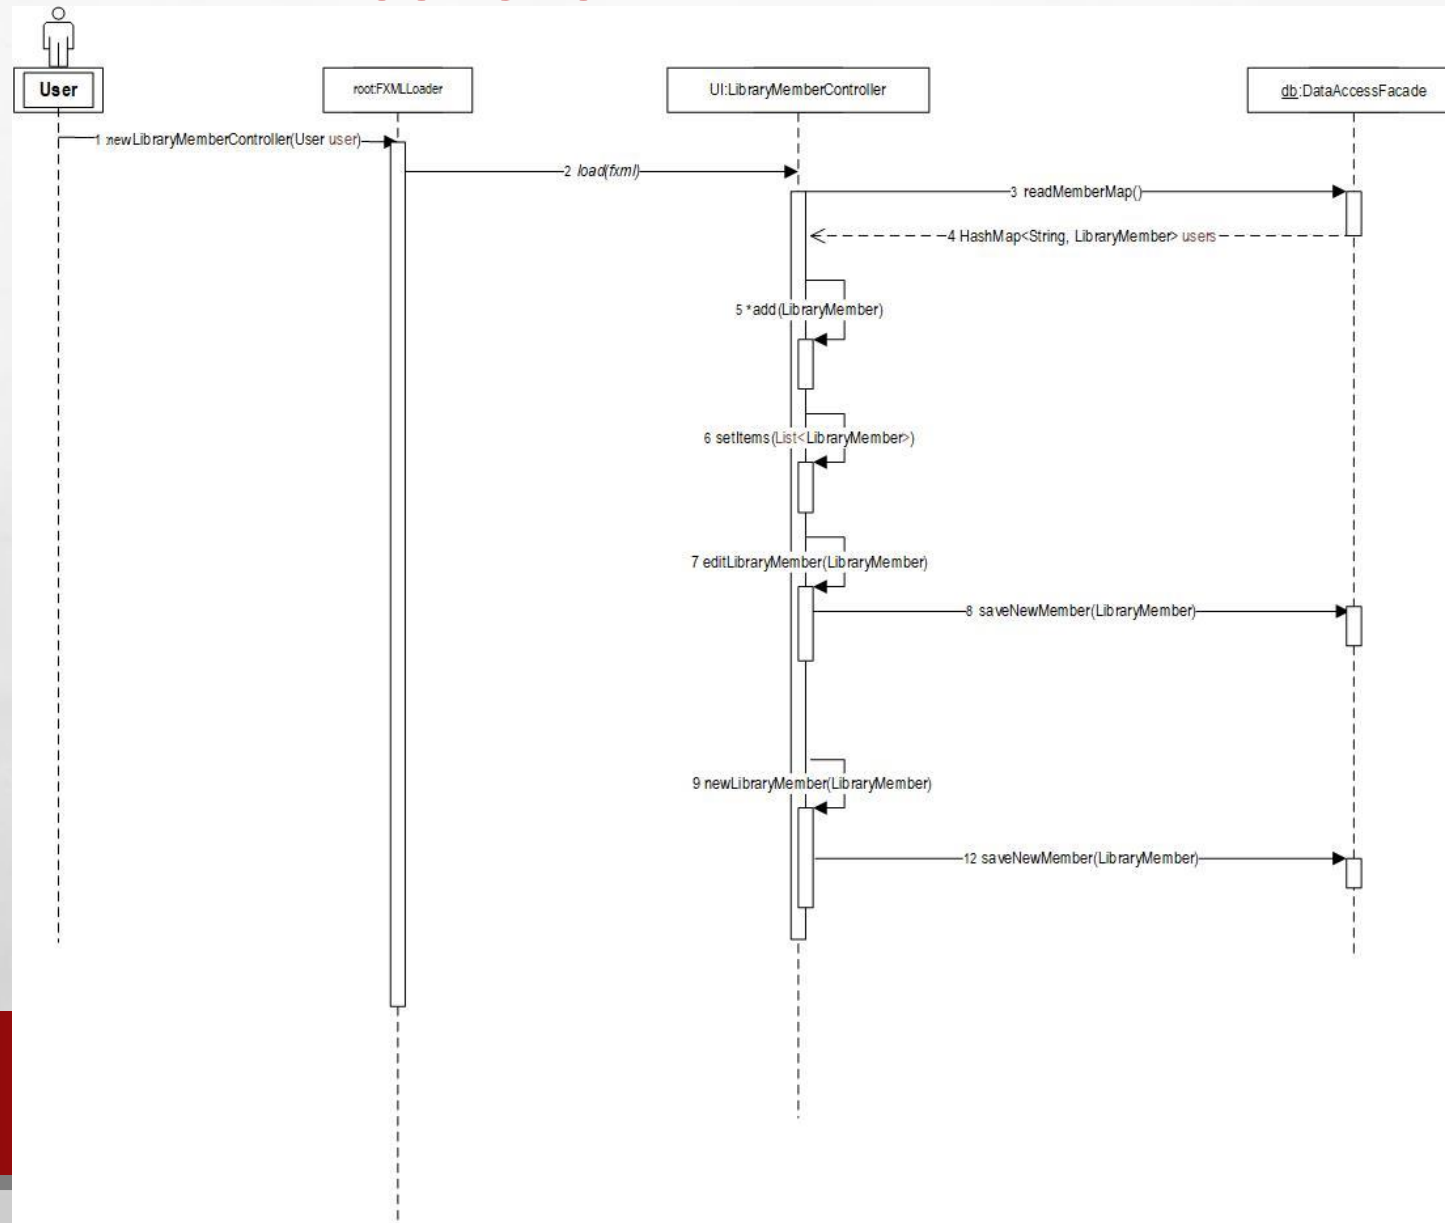 User
root:FXMLLoader
UI:LibraryMemberController
db:DataAccessFacade
1 :newLibraryMemberController(User user)
2 load(fxml)
3 readMemberMap()
4 HashMap<String, LibraryMember> users
5 *add(LibraryMember)
6 setItems(List<LibraryMember>)
7 editLibraryMember(LibraryMember)
8 saveNewMember(LibraryMember)
9 newLibraryMember(LibraryMember)
12 saveNewMember(LibraryMember)